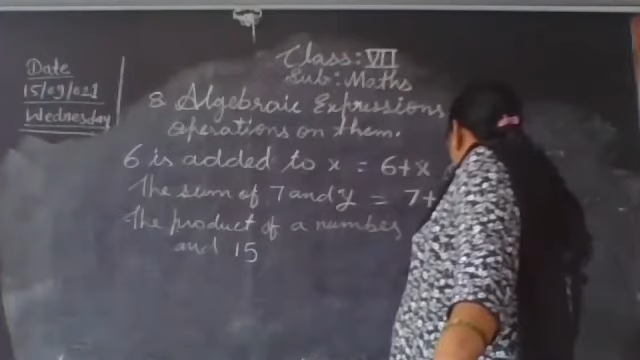 Class: VII
Sub: Maths
Date
15/09/021
Wednesday
8 Algebraic Expressions
operations on them.
6 is added to x = 6+x
The sum of 7 and y = 7+
The product of a number
and 15